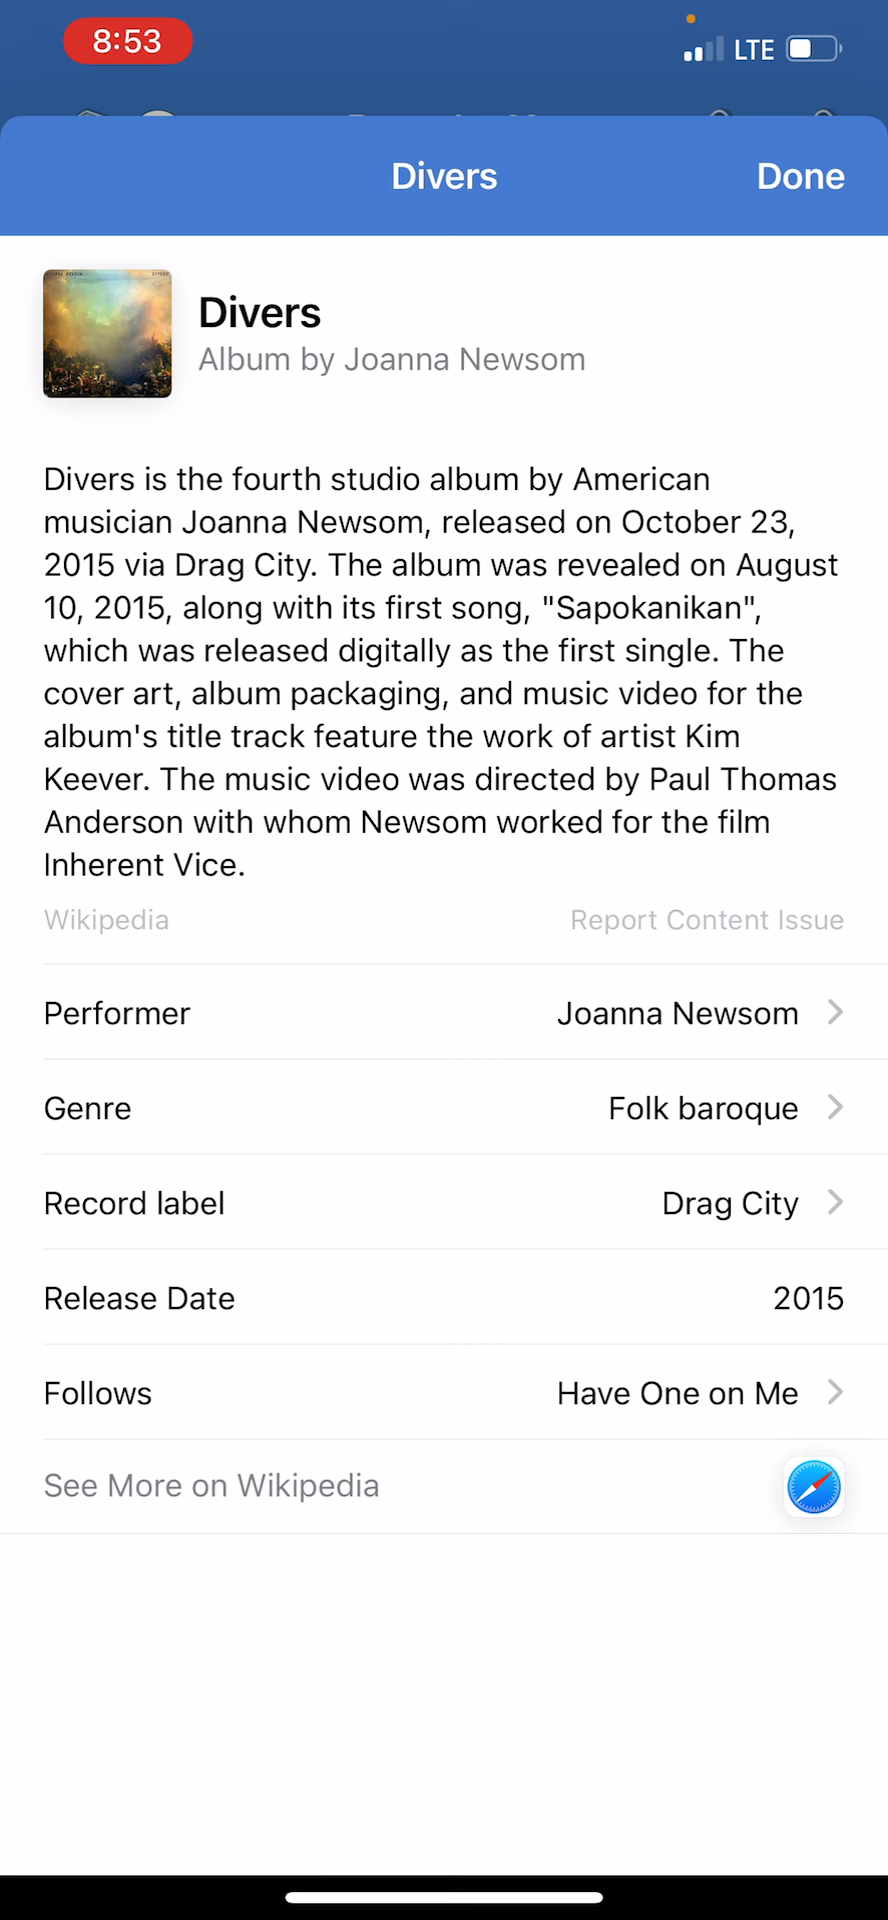 8:53
LTE
Divers
Done
Divers
Album by Joanna Newsom
Divers is the fourth studio album by American
musician Joanna Newsom, released on October 23,
2015 via Drag City. The album was revealed on August
10, 2015, along with its first song, "Sapokanikan",
which was released digitally as the first single. The
cover art, album packaging, and music video for the
album's title track feature the work of artist Kim
Keever. The music video was directed by Paul Thomas
Anderson with whom Newsom worked for the film
Inherent Vice.
Wikipedia
Report Content Issue
Performer
Joanna Newsom
Genre
Folk baroque
Record label
Drag City
Release Date
2015
Follows
Have One on Me
See More on Wikipedia